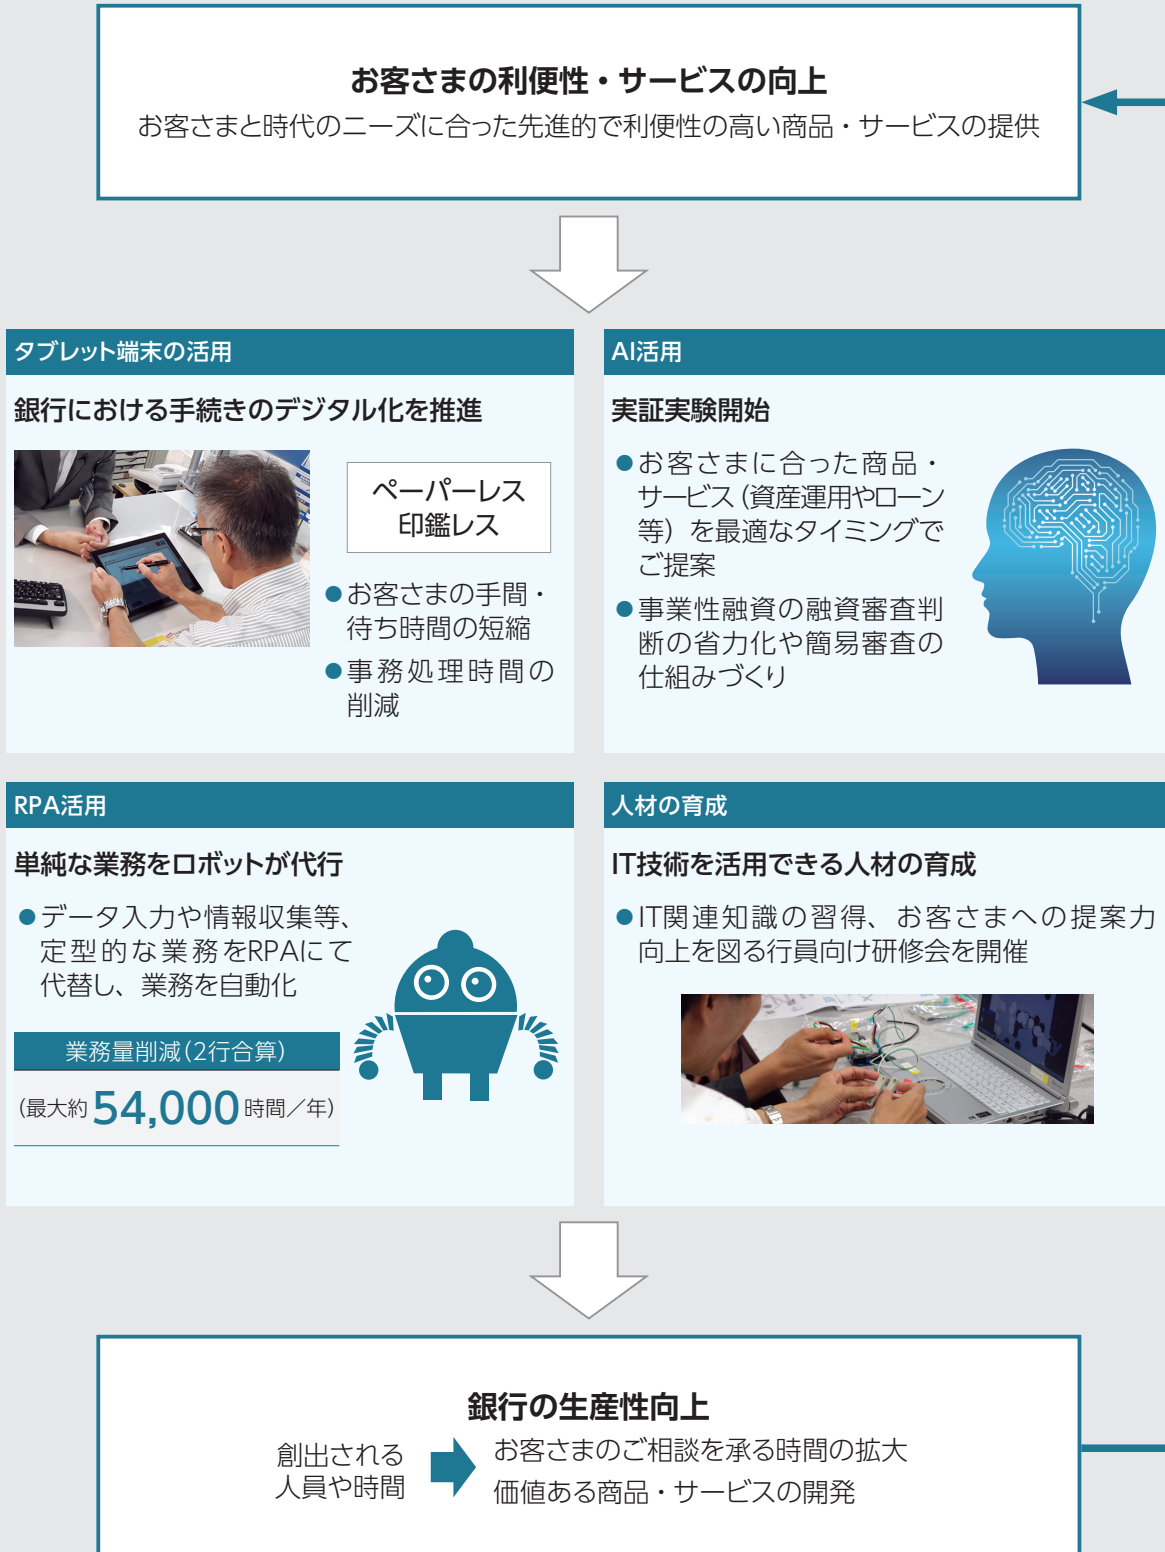 お客さまの利便性・サービスの向上
お客さまと時代のニーズに合った先進的で利便性の高い商品・サービスの提供
タブレット端末の活用
銀行における手続きのデジタル化を推進
ペーパーレス
印鑑レス
●お客さまの手間・
待ち時間の短縮
●事務処理時間の
削減
AI活用
実証実験開始
●お客さまに合った商品・
サービス(資産運用やローン
等)を最適なタイミングで
ご提案
●事業性融資の融資審査判
断の省力化や簡易審査の
仕組みづくり
RPA活用
単純な業務をロボットが代行
●データ入力や情報収集等、
定型的な業務をRPAにて
代替し、業務を自動化
業務量削減(2行合算)
(最大約54,000時間/年)
人材の育成
IT技術を活用できる人材の育成
●IT関連知識の習得、お客さまへの提案力
向上を図る行員向け研修会を開催
銀行の生産性向上
創出される
人員や時間
お客さまのご相談を承る時間の拡大
価値ある商品・サービスの開発